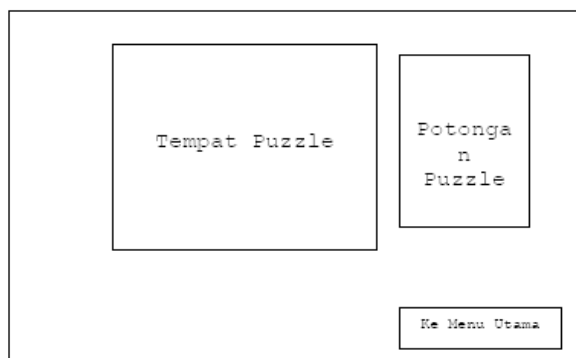 Tempat Puzzle
Potonga
n
Puzzle
Ke Menu Utama